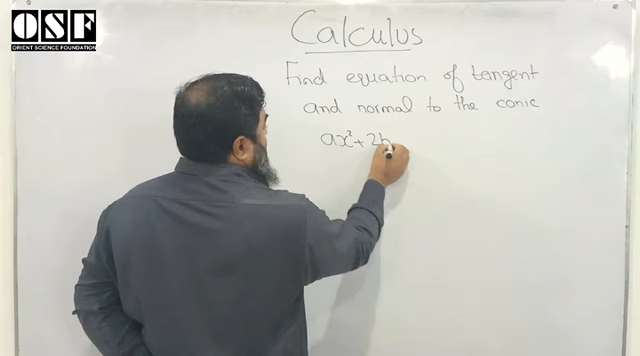 OSF
ORIENT SCIENCE FOUNDATION
Calculus
Find equation of tangent
and normal to the conic
ax²+2h